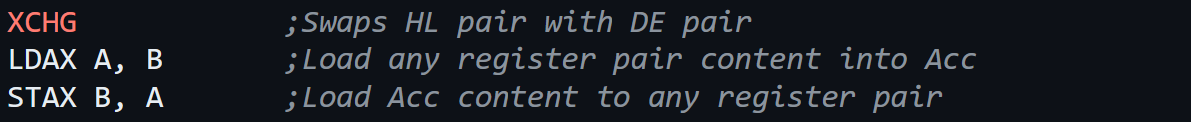 XCHG ;Swaps HL pair with DE pair
LDAX A, B ;Load any register pair content into Acc
STAX B, A ;Load Acc content to any register pair